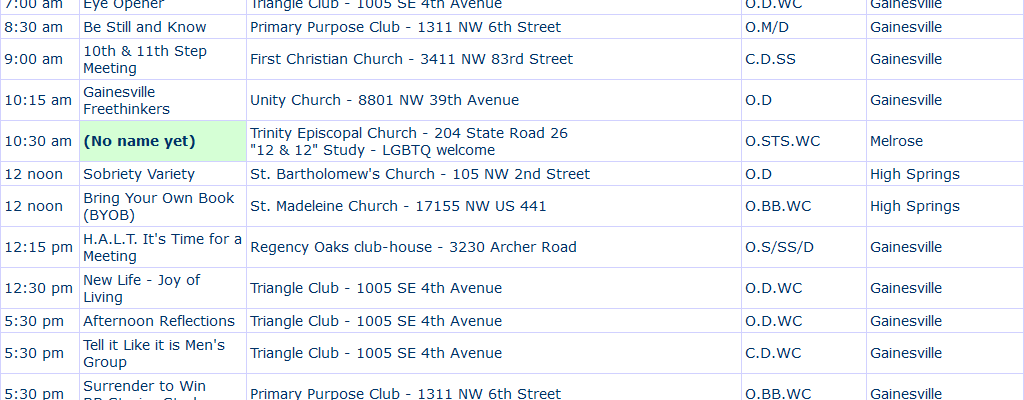 7:00 am Eye Opener Triangle Club - 1005 SE 4th Avenue O.D.WC Gainesville
8:30 am Be Still and Know Primary Purpose Club - 1311 NW 6th Street O.M/D Gainesville
9:00 am 10th & 11th Step Meeting First Christian Church - 3411 NW 83rd Street C.D.SS Gainesville
10:15 am Gainesville Freethinkers Unity Church - 8801 NW 39th Avenue O.D Gainesville
10:30 am (No name yet) Trinity Episcopal Church - 204 State Road 26 "12 & 12" Study - LGBTQ welcome O.STS.WC Melrose
12 noon Sobriety Variety St. Bartholomew's Church - 105 NW 2nd Street O.D High Springs
12 noon Bring Your Own Book (BYOB) St. Madeleine Church - 17155 NW US 441 O.BB.WC High Springs
12:15 pm H.A.L.T. It's Time for a Meeting Regency Oaks club-house - 3230 Archer Road O.S/SS/D Gainesville
12:30 pm New Life - Joy of Living Triangle Club - 1005 SE 4th Avenue O.D.WC Gainesville
5:30 pm Afternoon Reflections Triangle Club - 1005 SE 4th Avenue O.D.WC Gainesville
5:30 pm Tell it Like it is Men's Group Triangle Club - 1005 SE 4th Avenue C.D.WC Gainesville
5:30 pm Surrender to Win Primary Purpose Club - 1311 NW 6th Street O.BB.WC Gainesville